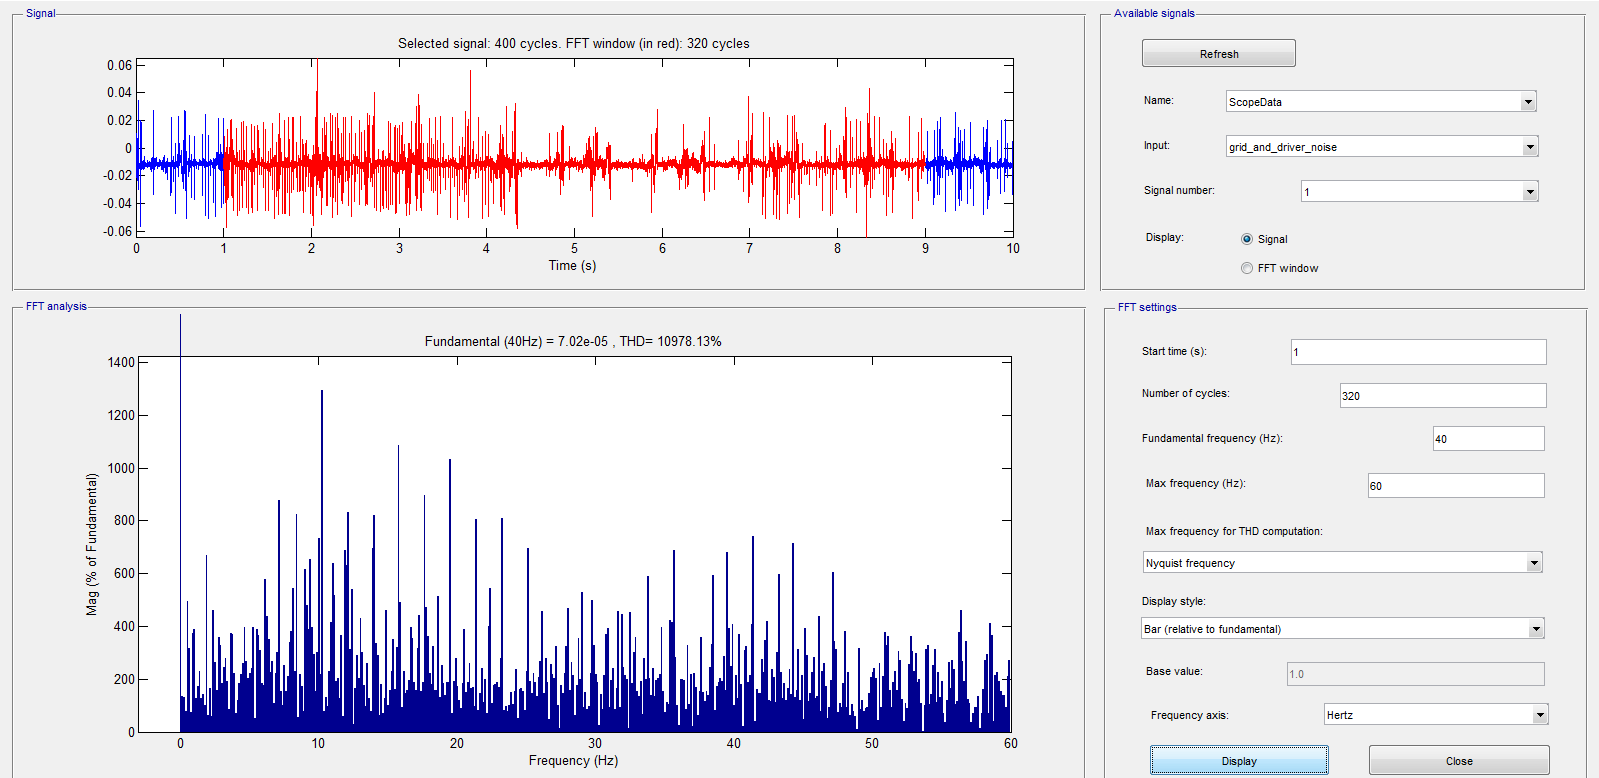 Signal
Selected signal: 400 cycles. FFT window (in red): 320 cycles
0.06
0.04
0.02
0
-0.02
-0.04
-0.06
0 1 2 3 4 5 6 7 8 9 10
Time (s)
FFT analysis
Fundamental (40Hz) = 7.02e-05 , THD= 10978.13%
1400
1200
1000
800
600
400
200
0
Mag (% of Fundamental)
0 10 20 30 40 50 60
Frequency (Hz)
Available signals
Refresh
Name: ScopeData
Input: grid_and_driver_noise
Signal number: 1
Display: Signal
FFT window
FFT settings
Start time (s): 1
Number of cycles: 320
Fundamental frequency (Hz): 40
Max frequency (Hz): 60
Max frequency for THD computation:
Nyquist frequency
Display style:
Bar (relative to fundamental)
Base value: 1.0
Frequency axis: Hertz
Display Close